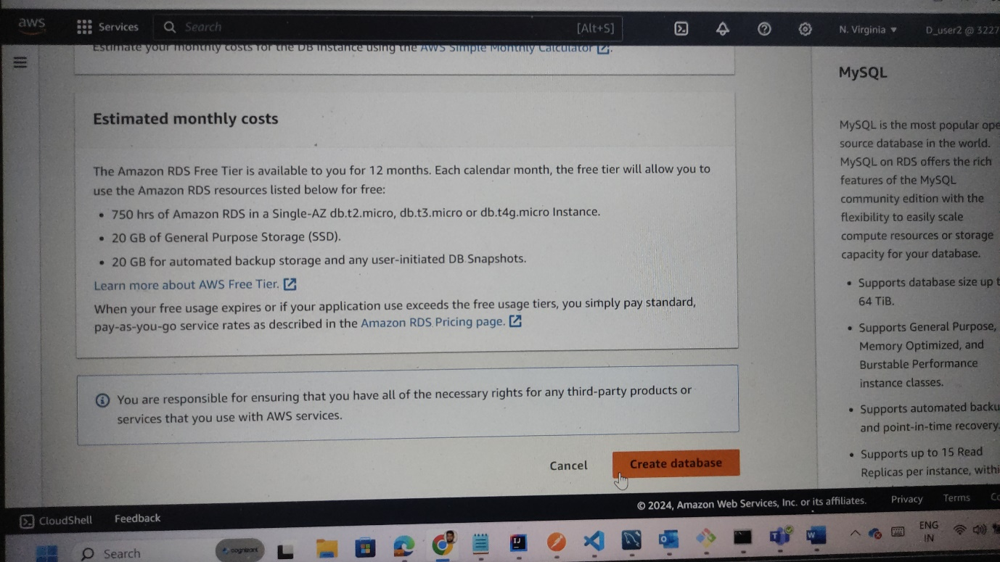 aws
Services
Search
[Alt+S]
N. Virginia
D_user2 @ 3227
Estimate your monthly costs for the DB Instance using the AWS Simple Monthly Calculator
Estimated monthly costs
The Amazon RDS Free Tier is available to you for 12 months. Each calendar month, the free tier will allow you to
use the Amazon RDS resources listed below for free:
• 750 hrs of Amazon RDS in a Single-AZ db.t2.micro, db.t3.micro or db.t4g.micro Instance.
• 20 GB of General Purpose Storage (SSD).
• 20 GB for automated backup storage and any user-initiated DB Snapshots.
Learn more about AWS Free Tier.
When your free usage expires or if your application use exceeds the free usage tiers, you simply pay standard,
pay-as-you-go service rates as described in the Amazon RDS Pricing page.
You are responsible for ensuring that you have all of the necessary rights for any third-party products or
services that you use with AWS services.
Cancel
Create database
MySQL
MySQL is the most popular ope
source database in the world.
MySQL on RDS offers the rich
features of the MySQL
community edition with the
flexibility to easily scale
compute resources or storage
capacity for your database.
• Supports database size up t
64 TiB.
• Supports General Purpose,
Memory Optimized, and
Burstable Performance
instance classes.
• Supports automated backu
and point-in-time recovery.
• Supports up to 15 Read
Replicas per instance, withi
CloudShell
Feedback
© 2024, Amazon Web Services, Inc. or its affiliates.
Privacy
Terms
Co
Search
cognizant
ENG
IN